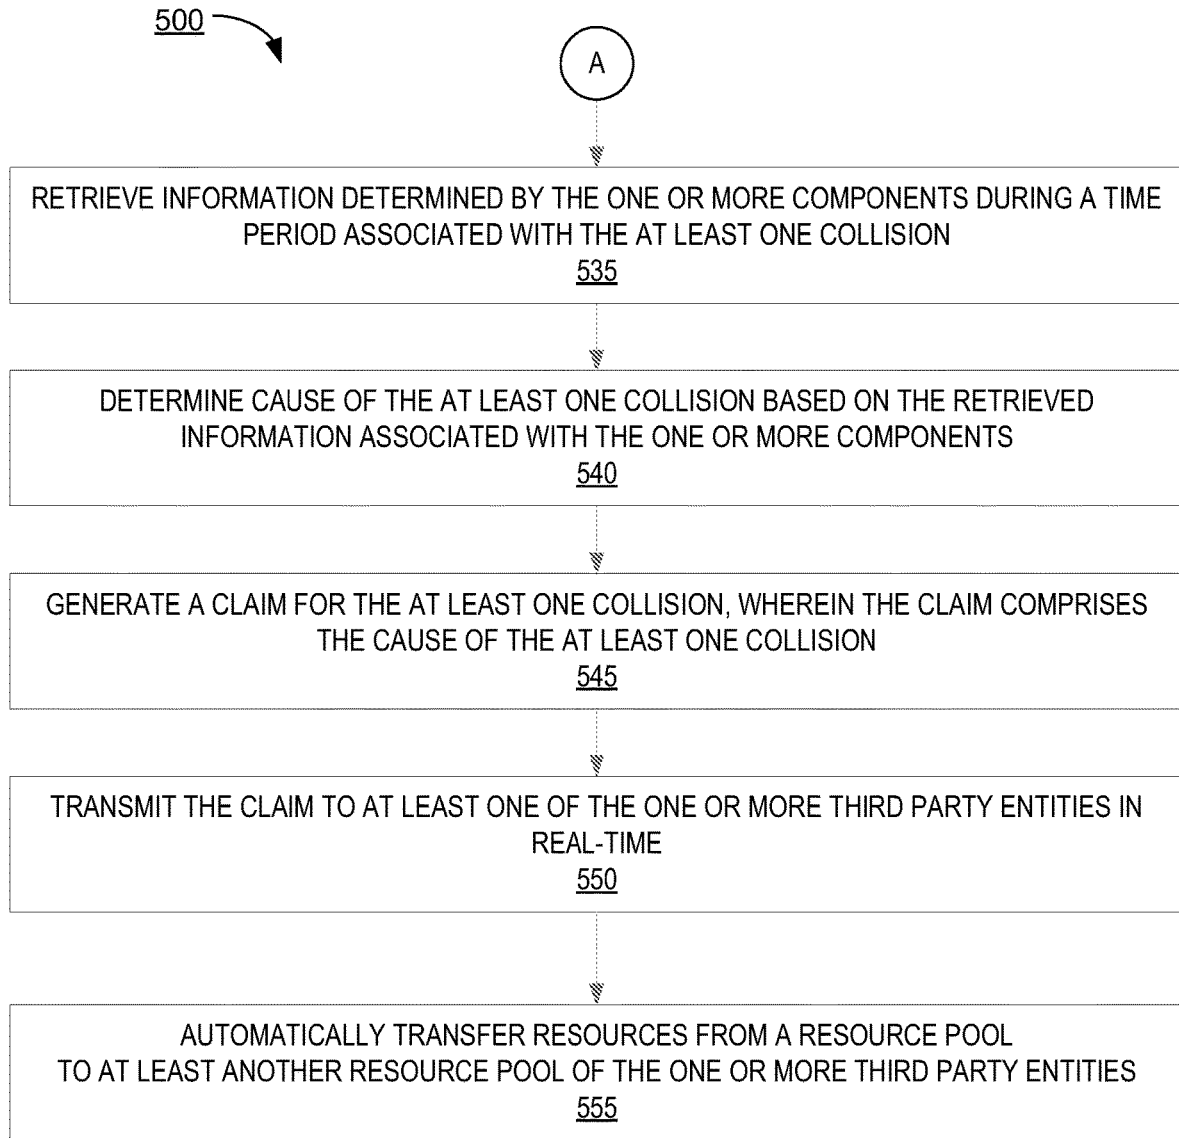 500
A
RETRIEVE INFORMATION DETERMINED BY THE ONE OR MORE COMPONENTS DURING A TIME
PERIOD ASSOCIATED WITH THE AT LEAST ONE COLLISION
535
DETERMINE CAUSE OF THE AT LEAST ONE COLLISION BASED ON THE RETRIEVED
INFORMATION ASSOCIATED WITH THE ONE OR MORE COMPONENTS
540
GENERATE A CLAIM FOR THE AT LEAST ONE COLLISION, WHEREIN THE CLAIM COMPRISES
THE CAUSE OF THE AT LEAST ONE COLLISION
545
TRANSMIT THE CLAIM TO AT LEAST ONE OF THE ONE OR MORE THIRD PARTY ENTITIES IN
REAL-TIME
550
AUTOMATICALLY TRANSFER RESOURCES FROM A RESOURCE POOL
TO AT LEAST ANOTHER RESOURCE POOL OF THE ONE OR MORE THIRD PARTY ENTITIES
555